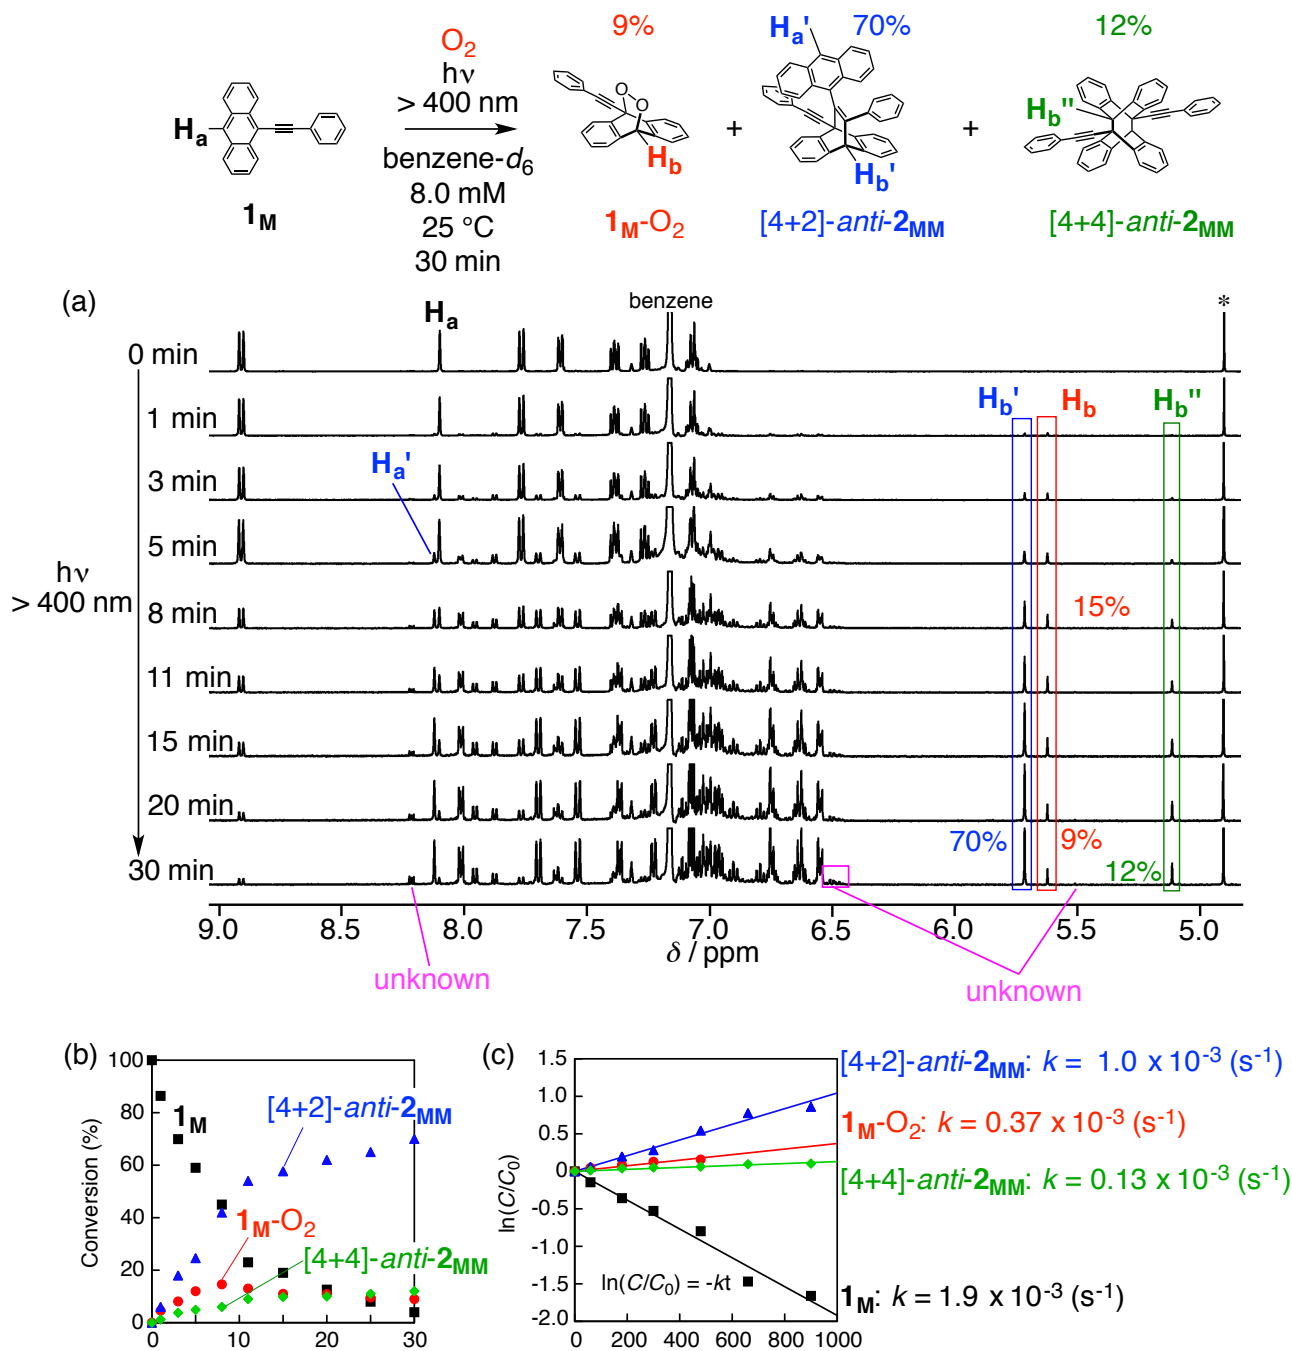 9%
70%
12%
O2
hν
> 400 nm
benzene-d6
8.0 mM
25 °C
30 min
Ha
1M
+
Hb
1M-O2
+
Ha'
Hb'
[4+2]-anti-2MM
Hb''
[4+4]-anti-2MM
(a)
Ha
benzene
*
0 min
1 min
3 min
5 min
8 min
11 min
15 min
20 min
30 min
hν
> 400 nm
Ha'
Hb'
Hb
Hb''
15%
70%
9%
12%
9.0
8.5
8.0
7.5
7.0
6.5
6.0
5.5
5.0
δ / ppm
unknown
unknown
(b)
Conversion (%)
100
80
60
40
20
0
0
10
20
30
1M
[4+2]-anti-2MM
1M-O2
[4+4]-anti-2MM
(c)
ln(C/C0)
1.5
1.0
0.5
0
-0.5
-1.0
-1.5
-2.0
0
200
400
600
800
1000
ln(C/C0) = -kt
[4+2]-anti-2MM: k = 1.0 x 10-3 (s-1)
1M-O2: k = 0.37 x 10-3 (s-1)
[4+4]-anti-2MM: k = 0.13 x 10-3 (s-1)
1M: k = 1.9 x 10-3 (s-1)